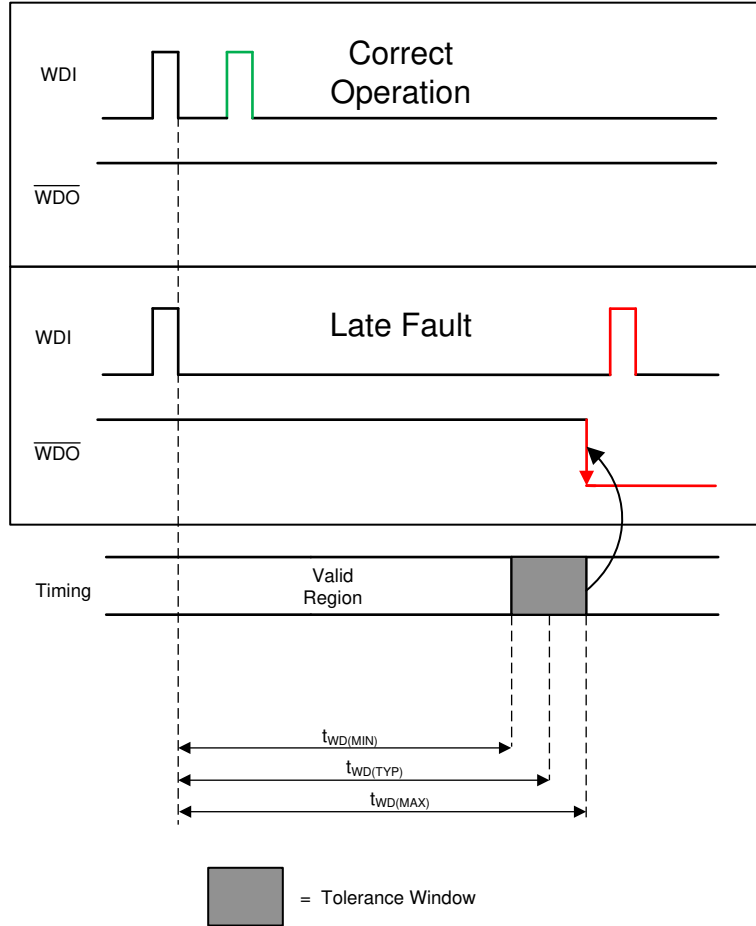 WDI
Correct
Operation
WDO
WDI
Late Fault
WDO
Timing
Valid
Region
tWD(MIN)
tWD(TYP)
tWD(MAX)
= Tolerance Window